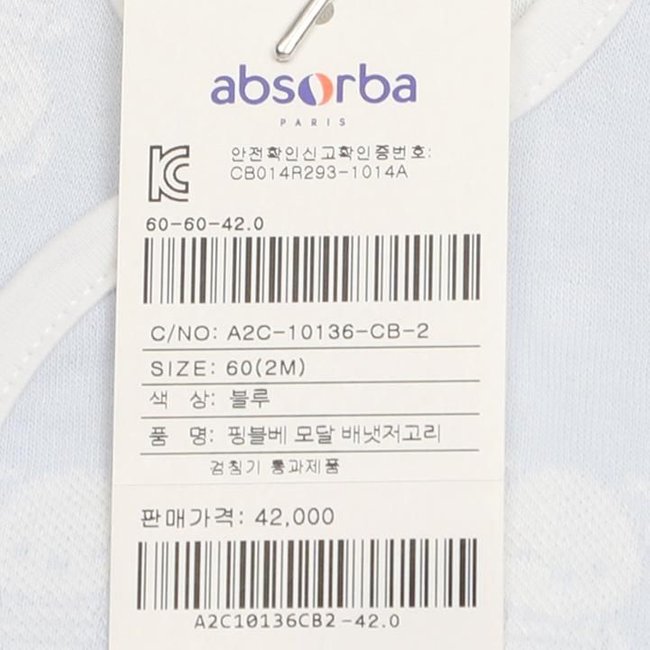 absorba
PARIS
안전확인신고확인증번호:
CB014R293-1014A
60-60-42.0
C/NO: A2C-10136-CB-2
SIZE: 60(2M)
색 상: 블루
품 명: 핑블베 모달 배냇저고리
검침기 통과제품
판매가격: 42,000
A2C10136CB2-42.0